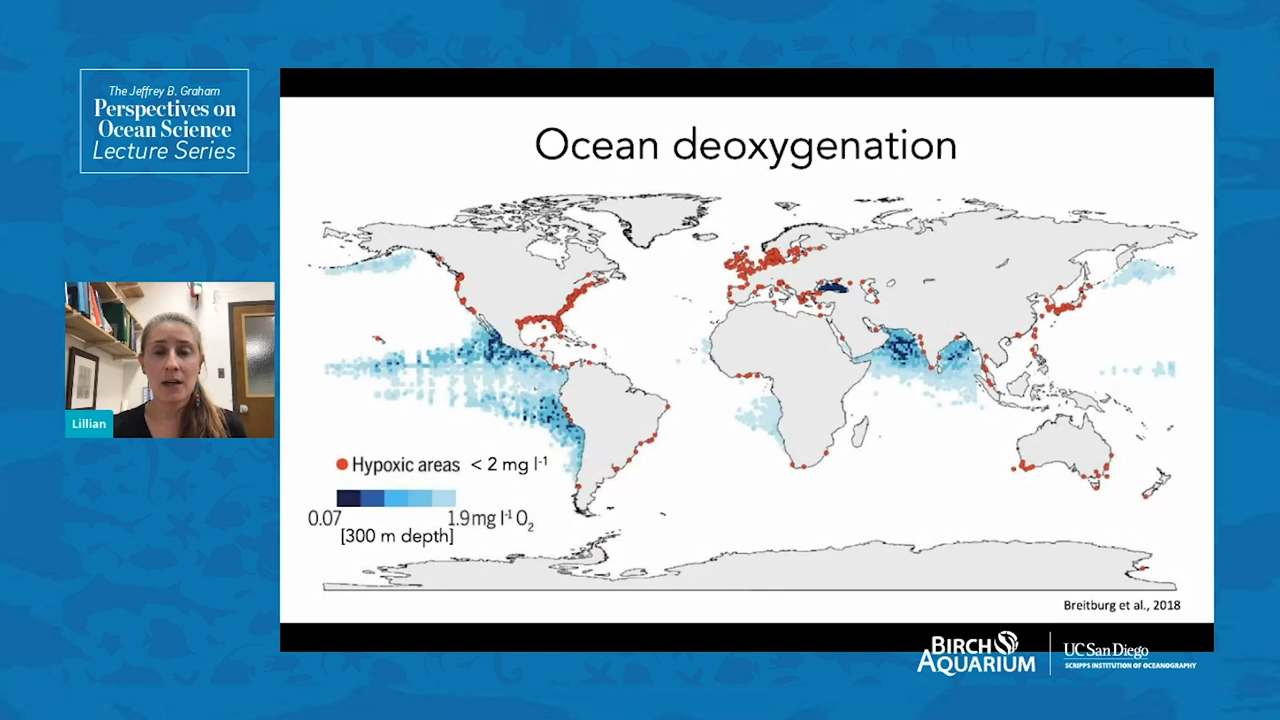 The Jeffrey B. Graham
Perspectives on
Ocean Science
Lecture Series
Lillian
Ocean deoxygenation
Hypoxic areas < 2 mg l-1
0.07 1.9 mg l-1 O2
[300 m depth]
Breitburg et al., 2018
BIRCH
AQUARIUM
UC San Diego
SCRIPPS INSTITUTION OF OCEANOGRAPHY